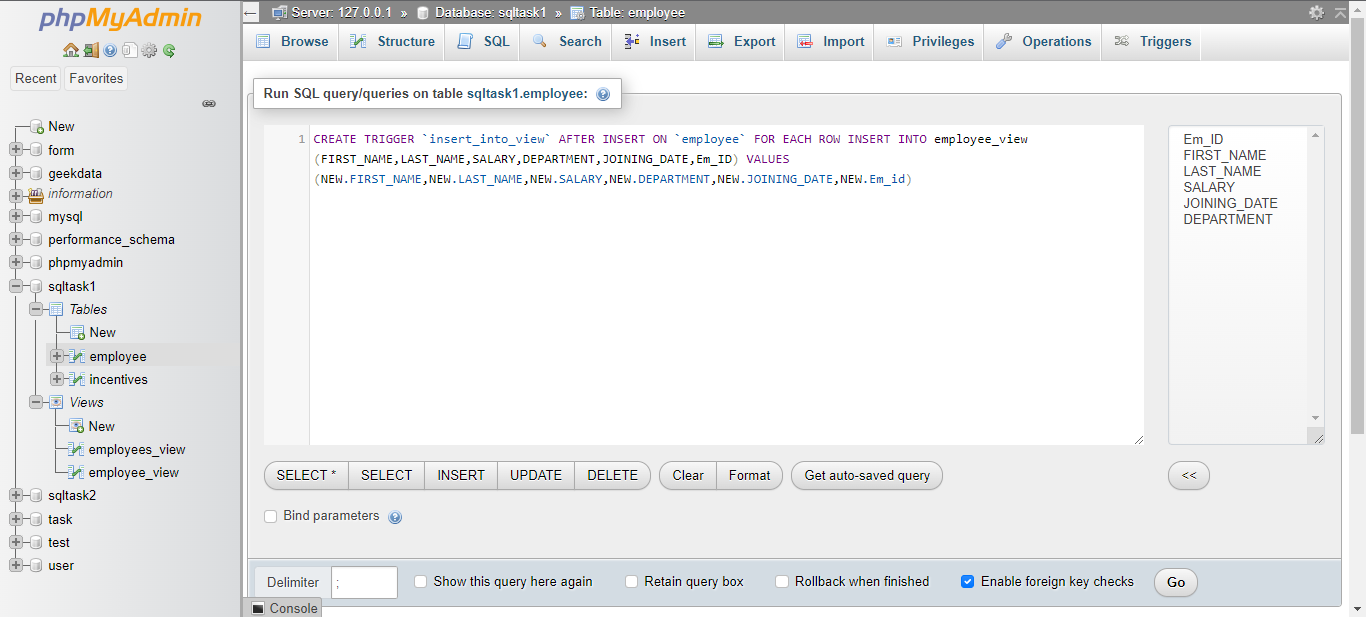 phpMyAdmin
Recent Favorites
New
form
geekdata
information
mysql
performance_schema
phpmyadmin
sqltask1
Tables
New
employee
incentives
Views
New
employees_view
employee_view
sqltask2
task
test
user
Server: 127.0.0.1 » Database: sqltask1 » Table: employee
Browse Structure SQL Search Insert Export Import Privileges Operations Triggers
Run SQL query/queries on table sqltask1.employee:
1 CREATE TRIGGER `insert_into_view` AFTER INSERT ON `employee` FOR EACH ROW INSERT INTO employee_view
(FIRST_NAME,LAST_NAME,SALARY,DEPARTMENT,JOINING_DATE,Em_ID) VALUES
(NEW.FIRST_NAME,NEW.LAST_NAME,NEW.SALARY,NEW.DEPARTMENT,NEW.JOINING_DATE,NEW.Em_id)
Em_ID
FIRST_NAME
LAST_NAME
SALARY
JOINING_DATE
DEPARTMENT
SELECT * SELECT INSERT UPDATE DELETE Clear Format Get auto-saved query <<
Bind parameters
Delimiter ; Show this query here again Retain query box Rollback when finished Enable foreign key checks Go
Console